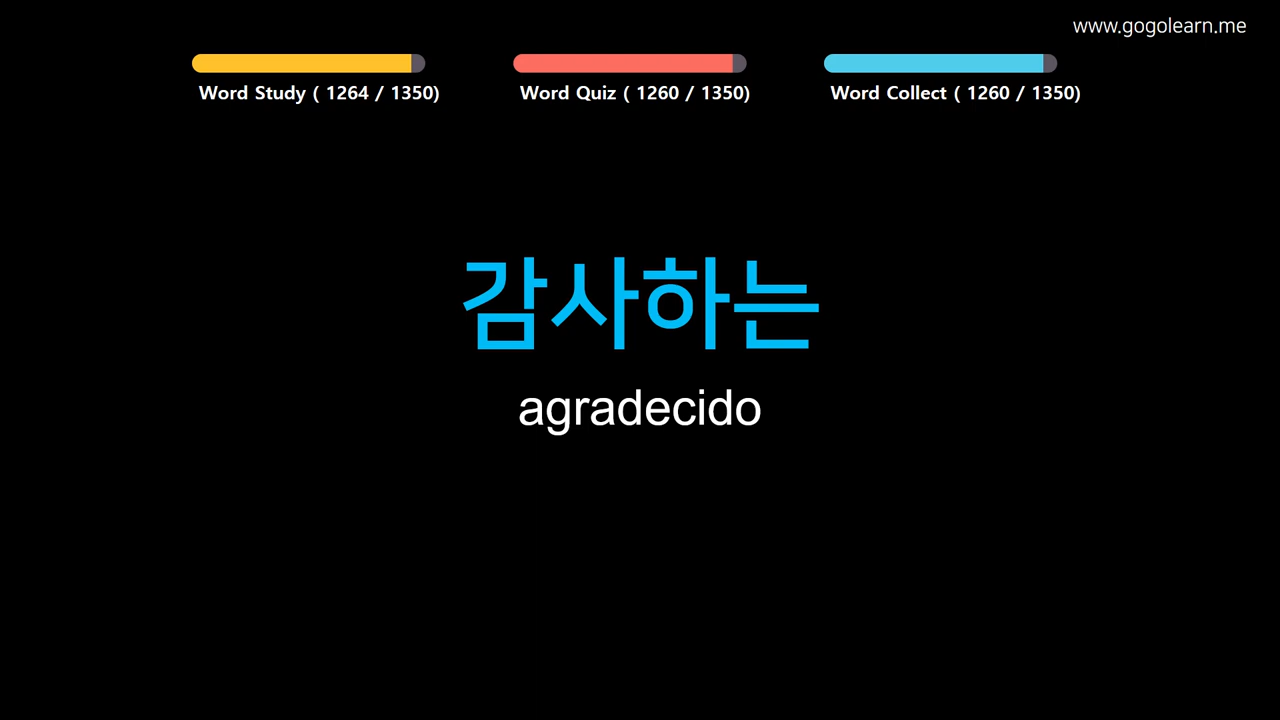 www.gogolearn.me
Word Study ( 1264 / 1350)
Word Quiz ( 1260 / 1350)
Word Collect ( 1260 / 1350)
감사하는
agradecido